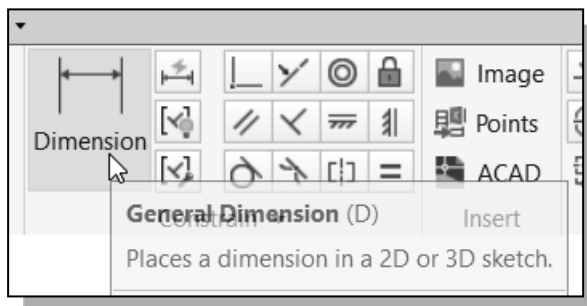 Image
Dimension
Points
ACAD
General Dimension (D)
Constrain
Insert
Places a dimension in a 2D or 3D sketch.